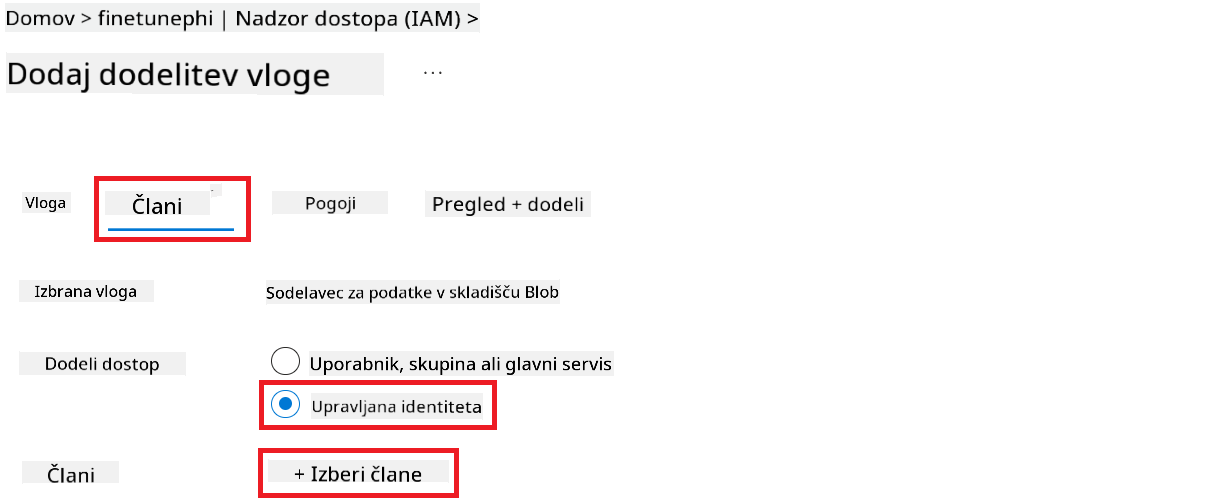 Domov > finetunephi | Nadzor dostopa (IAM) >
Dodaj dodelitev vloge ...
Vloga Člani Pogoji Pregled + dodeli
Izbrana vloga Sodelavec za podatke v skladišču Blob
Dodeli dostop Uporabnik, skupina ali glavni servis
Upravljana identiteta
Člani + Izberi člane